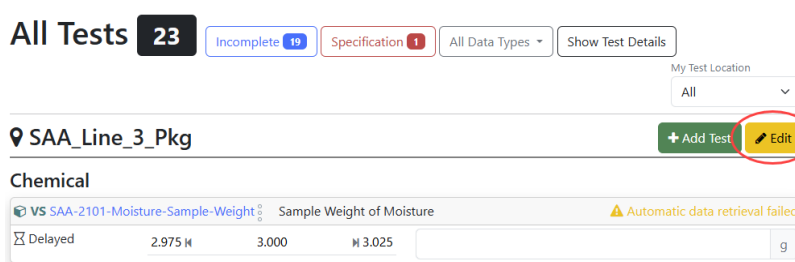 All Tests 23 Incomplete 19 Specification 1 All Data Types Show Test Details
My Test Location
All
SAA_Line_3_Pkg + Add Test Edit
Chemical
VS SAA-2101-Moisture-Sample-Weight Sample Weight of Moisture Automatic data retrieval failed
Delayed 2.975 3.000 3.025 g